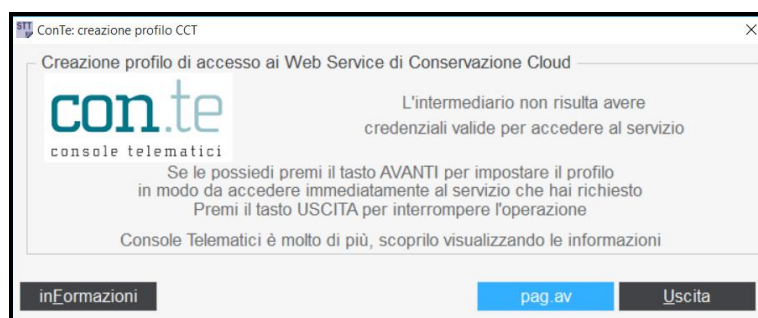 STT
ConTe: creazione profilo CCT
Creazione profilo di accesso ai Web Service di Conservazione Cloud
con.te
console telematici
L'intermediario non risulta avere
credenziali valide per accedere al servizio
Se le possiedi premi il tasto AVANTI per impostare il profilo
in modo da accedere immediatamente al servizio che hai richiesto
Premi il tasto USCITA per interrompere l'operazione
Console Telematici è molto di più, scoprilo visualizzando le informazioni
inFormazioni
pag.av
Uscita